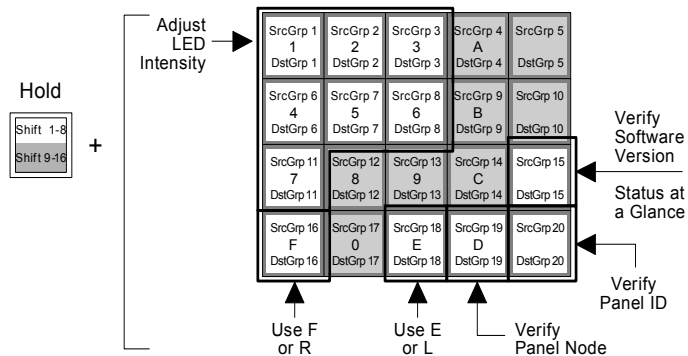 Adjust
LED
Intensity
Hold
Shift 1-8
Shift 9-16
+
SrcGrp 1
1
DstGrp 1
SrcGrp 2
2
DstGrp 2
SrcGrp 3
3
DstGrp 3
SrcGrp 4
A
DstGrp 4
SrcGrp 5
DstGrp 5
SrcGrp 6
4
DstGrp 6
SrcGrp 7
5
DstGrp 7
SrcGrp 8
6
DstGrp 8
SrcGrp 9
B
DstGrp 9
SrcGrp 10
DstGrp 10
SrcGrp 11
7
DstGrp 11
SrcGrp 12
8
DstGrp 12
SrcGrp 13
9
DstGrp 13
SrcGrp 14
C
DstGrp 14
SrcGrp 15
DstGrp 15
SrcGrp 16
F
DstGrp 16
SrcGrp 17
0
DstGrp 17
SrcGrp 18
E
DstGrp 18
SrcGrp 19
D
DstGrp 19
SrcGrp 20
DstGrp 20
Verify
Software
Version
Status at
a Glance
Verify
Panel ID
Use F
or R
Use E
or L
Verify
Panel Node